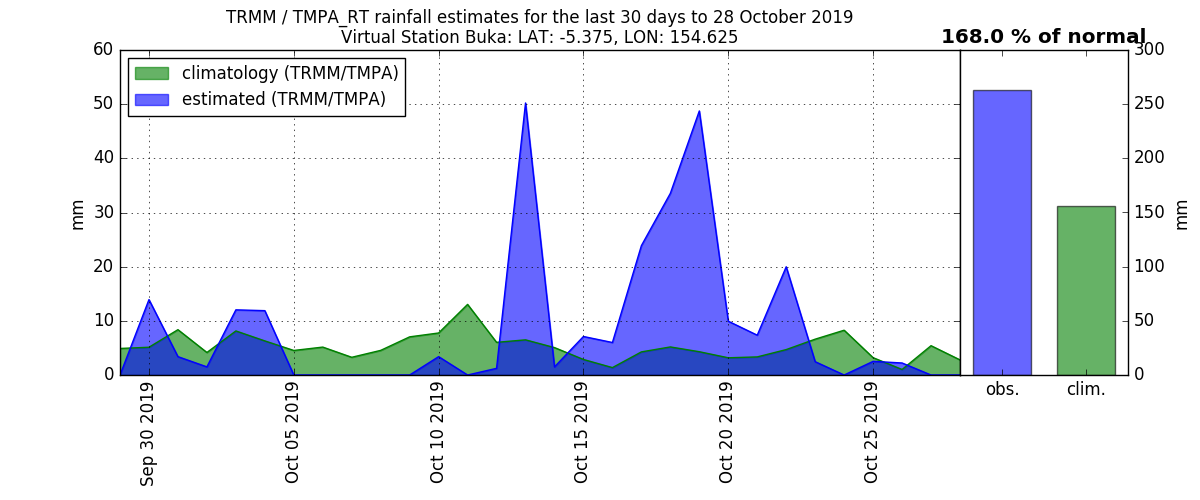 TRMM / TMPA_RT rainfall estimates for the last 30 days to 28 October 2019
Virtual Station Buka: LAT: -5.375, LON: 154.625
168.0 % of normal
climatology (TRMM/TMPA)
estimated (TRMM/TMPA)
60
50
40
30
20
10
0
mm
Sep 30 2019
Oct 05 2019
Oct 10 2019
Oct 15 2019
Oct 20 2019
Oct 25 2019
300
250
200
150
100
50
0
mm
obs.
clim.